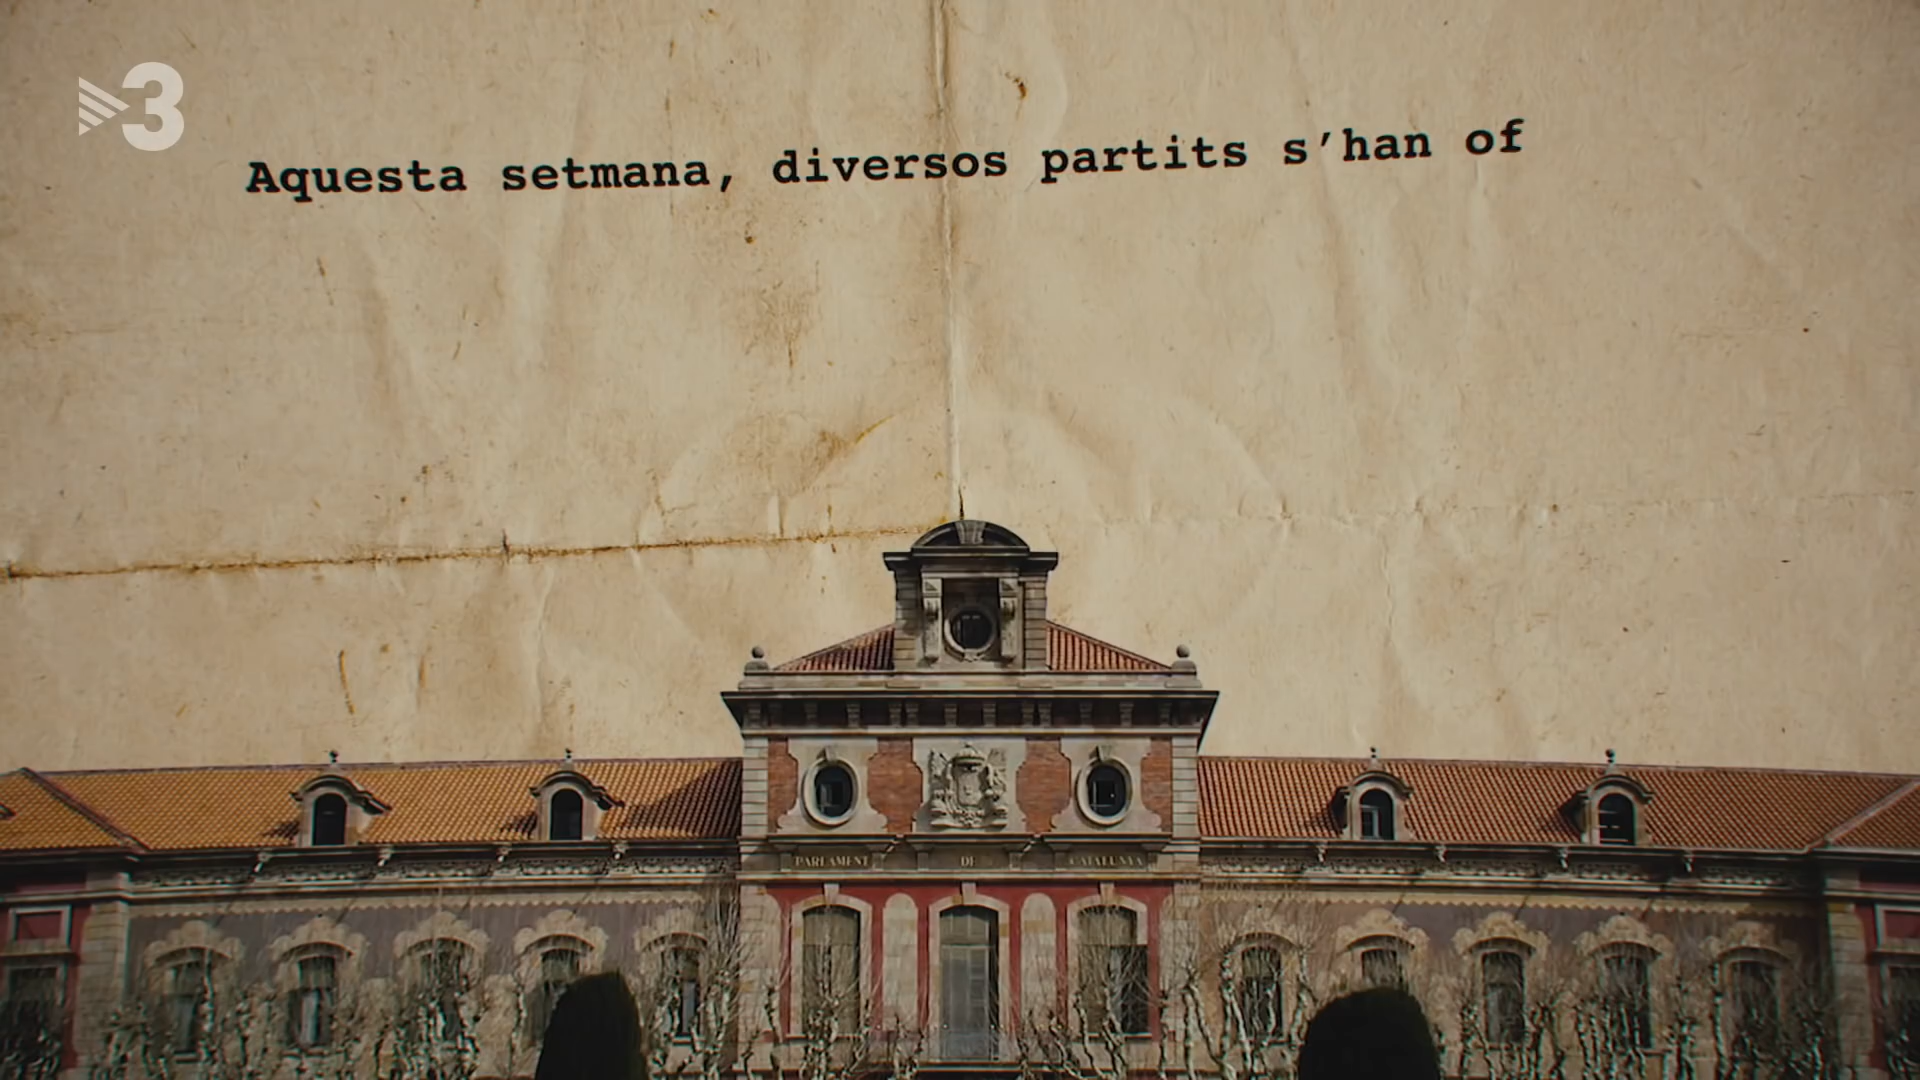 3
Aquesta setmana, diversos partits s'han of
PARLAMENT DE CATALUNYA